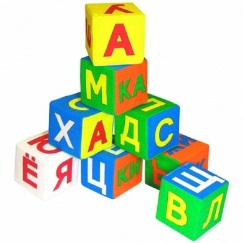 А
М КА
Х А Д С
Ё Я Ц КИ
Щ
В Л